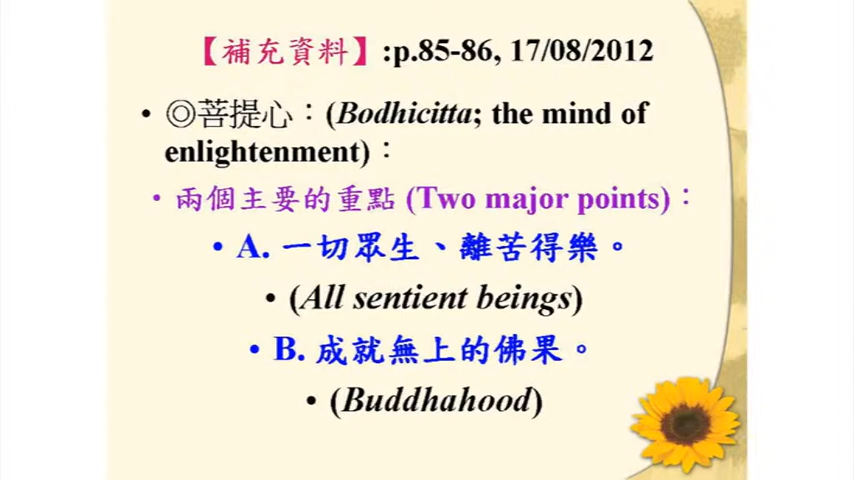 【補充資料】:p.85-86, 17/08/2012
• ◎菩提心：(Bodhicitta; the mind of
enlightenment)：
• 兩個主要的重點 (Two major points)：
• A. 一切眾生、離苦得樂。
• (All sentient beings)
• B. 成就無上的佛果。
• (Buddhahood)